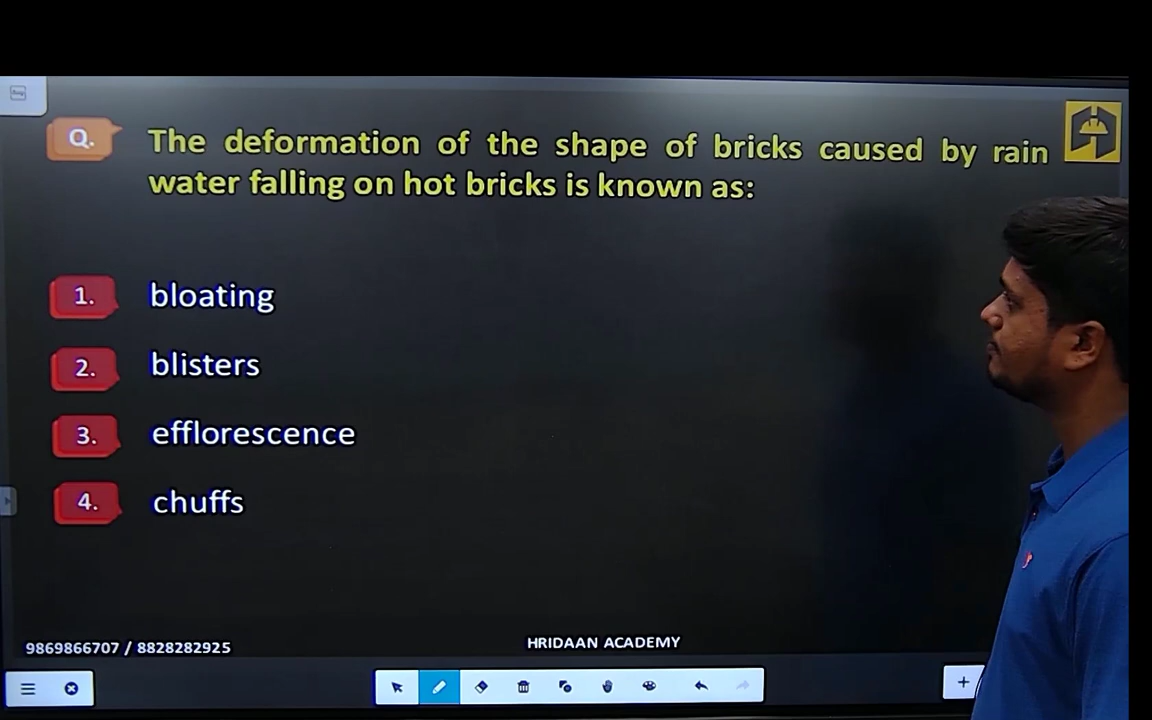 Q. The deformation of the shape of bricks caused by rain
water falling on hot bricks is known as:
1. bloating
2. blisters
3. efflorescence
4. chuffs
9869866707 / 8828282925
HRIDAAN ACADEMY